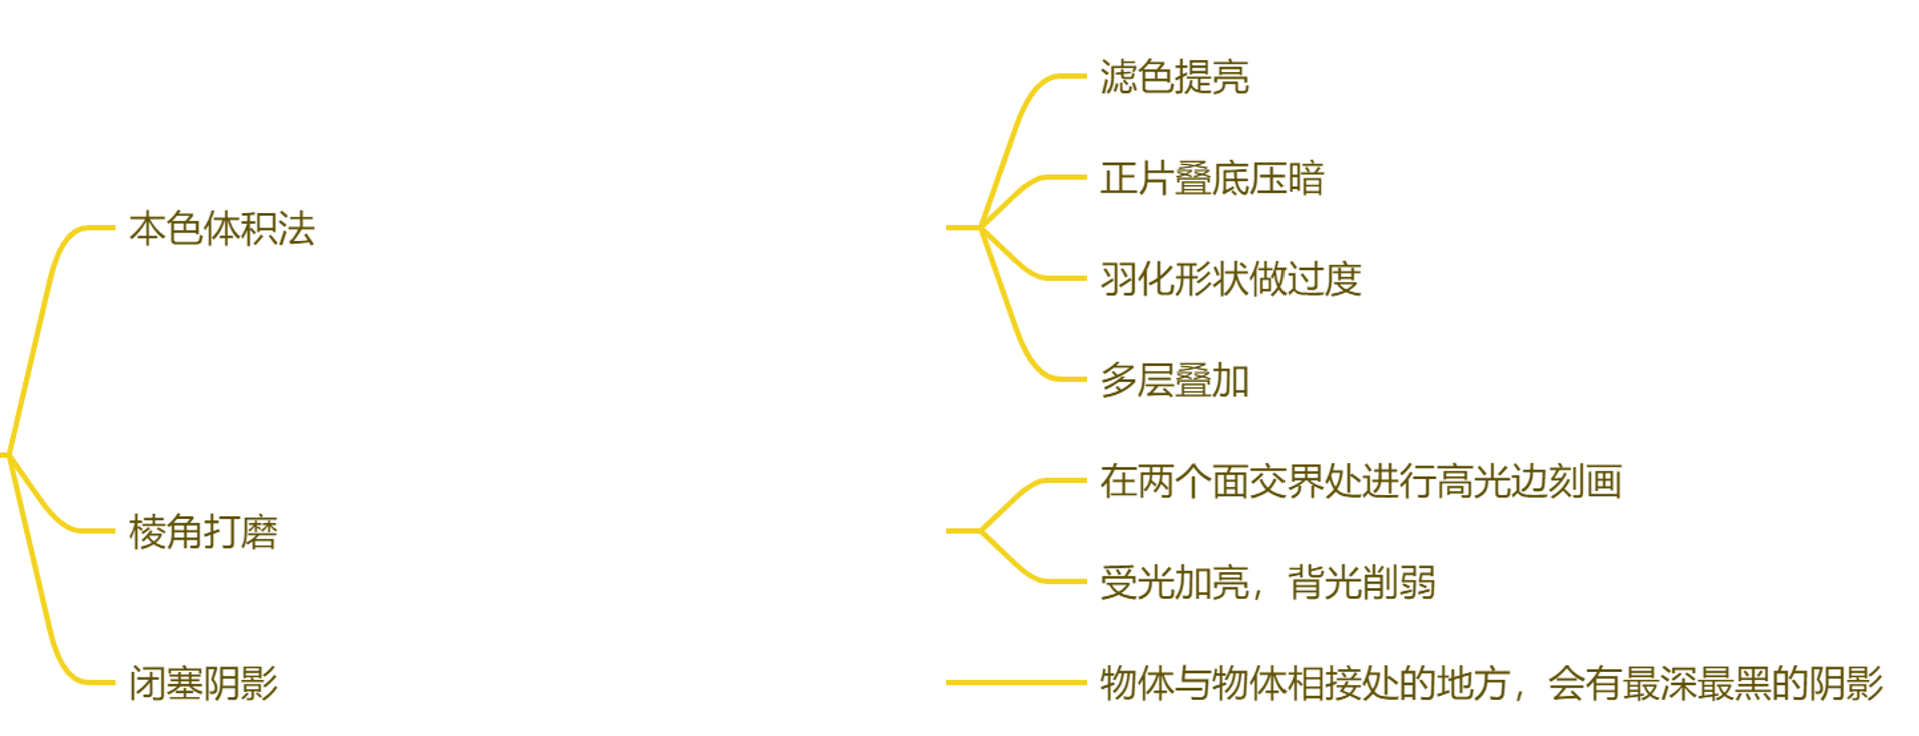 本色体积法
滤色提亮
正片叠底压暗
羽化形状做过度
多层叠加
棱角打磨
在两个面交界处进行高光边刻画
受光加亮，背光削弱
闭塞阴影
物体与物体相接处的地方，会有最深最黑的阴影